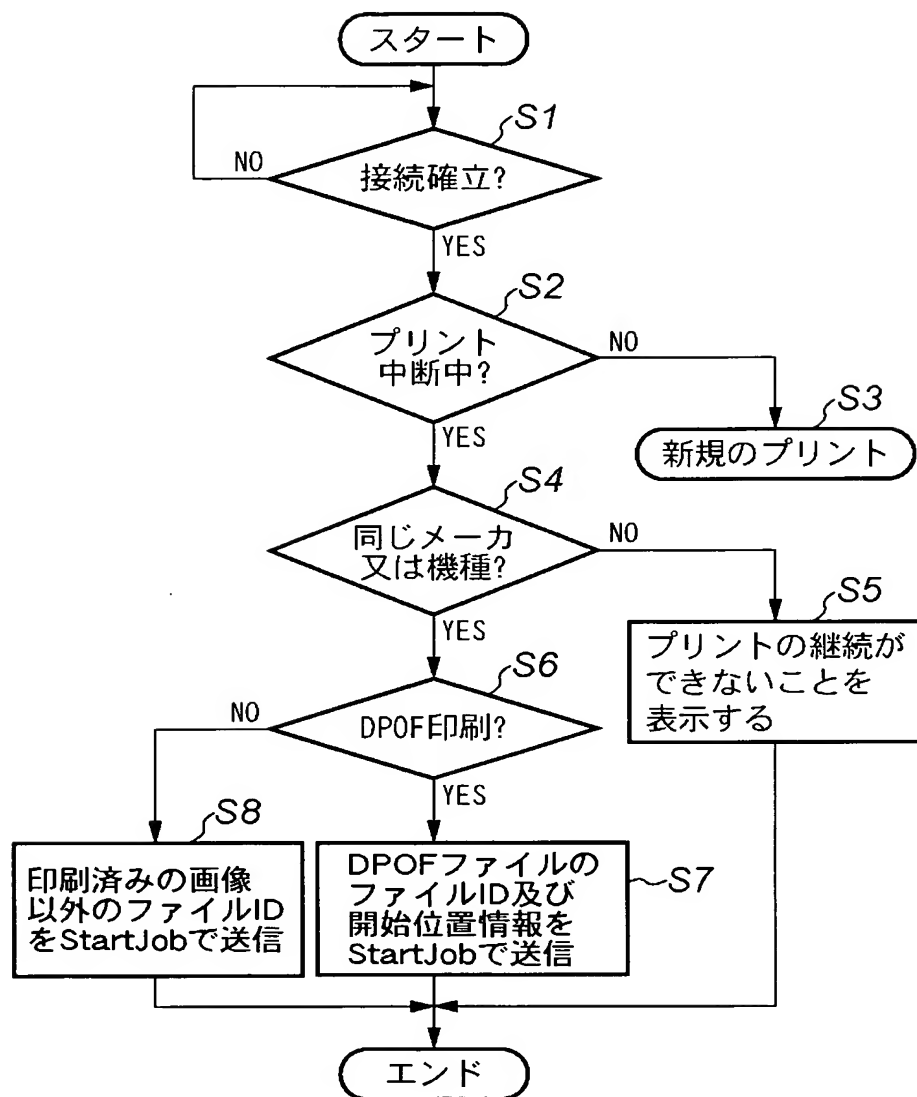 スタート
S1
NO
接続確立?
YES
S2
プリント
中断中?
NO
S3
新規のプリント
YES
S4
同じメーカ
又は機種?
NO
S5
プリントの継続が
できないことを
表示する
YES
S6
NO
DPOF印刷?
YES
S8
印刷済みの画像
以外のファイルID
をStartJobで送信
DPOFファイルの
ファイルID及び
開始位置情報を
StartJobで送信
S7
エンド